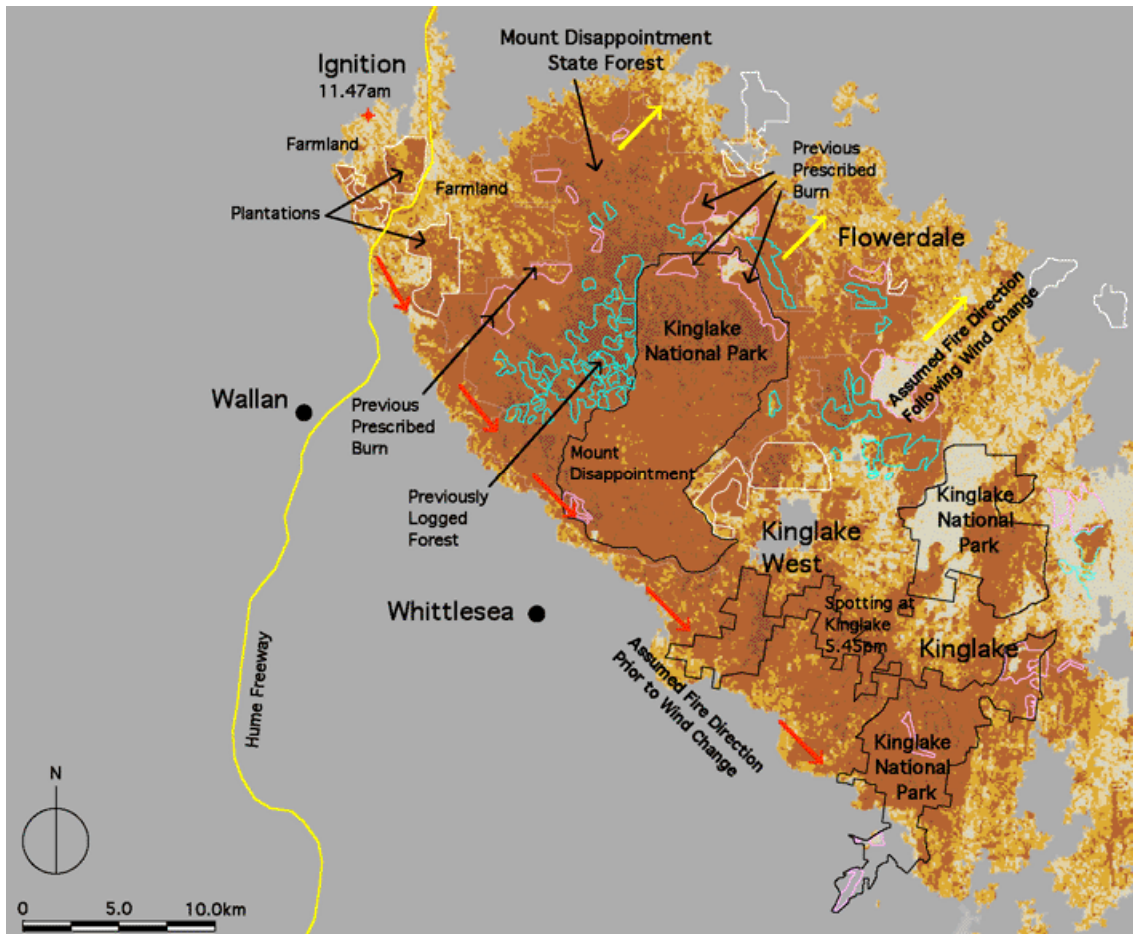 Mount Disappointment
State Forest
Ignition
11.47am
Farmland
Farmland
Previous
Prescribed
Burn
Plantations
Flowerdale
Kinglake
National Park
Assumed Fire Direction
Following Wind Change
Wallan
Previous
Prescribed
Burn
Mount
Disappointment
Previously
Logged
Forest
Kinglake
National
Park
Kinglake
West
Whittlesea
Spotting at
Kinglake
5.45pm
Kinglake
Assumed Fire Direction
Prior to Wind Change
Hume Freeway
Kinglake
National
Park
N
0 5.0 10.0km